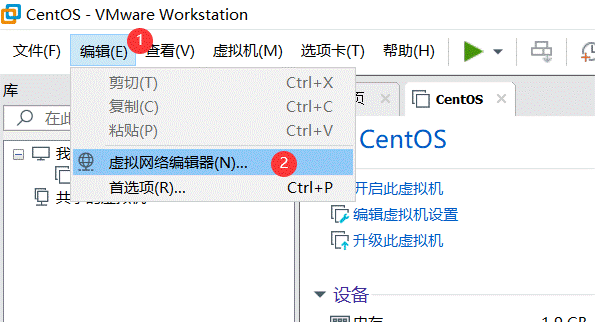 CentOS - VMware Workstation
文件(F) 编辑(E) 查看(V) 虚拟机(M) 选项卡(T) 帮助(H)
1
库
剪切(T) Ctrl+X
复制(C) Ctrl+C
粘贴(P) Ctrl+V
虚拟网络编辑器(N)... 2
首选项(R)... Ctrl+P
在此
我
页 CentOS
CentOS
开启此虚拟机
编辑虚拟机设置
升级此虚拟机
设备